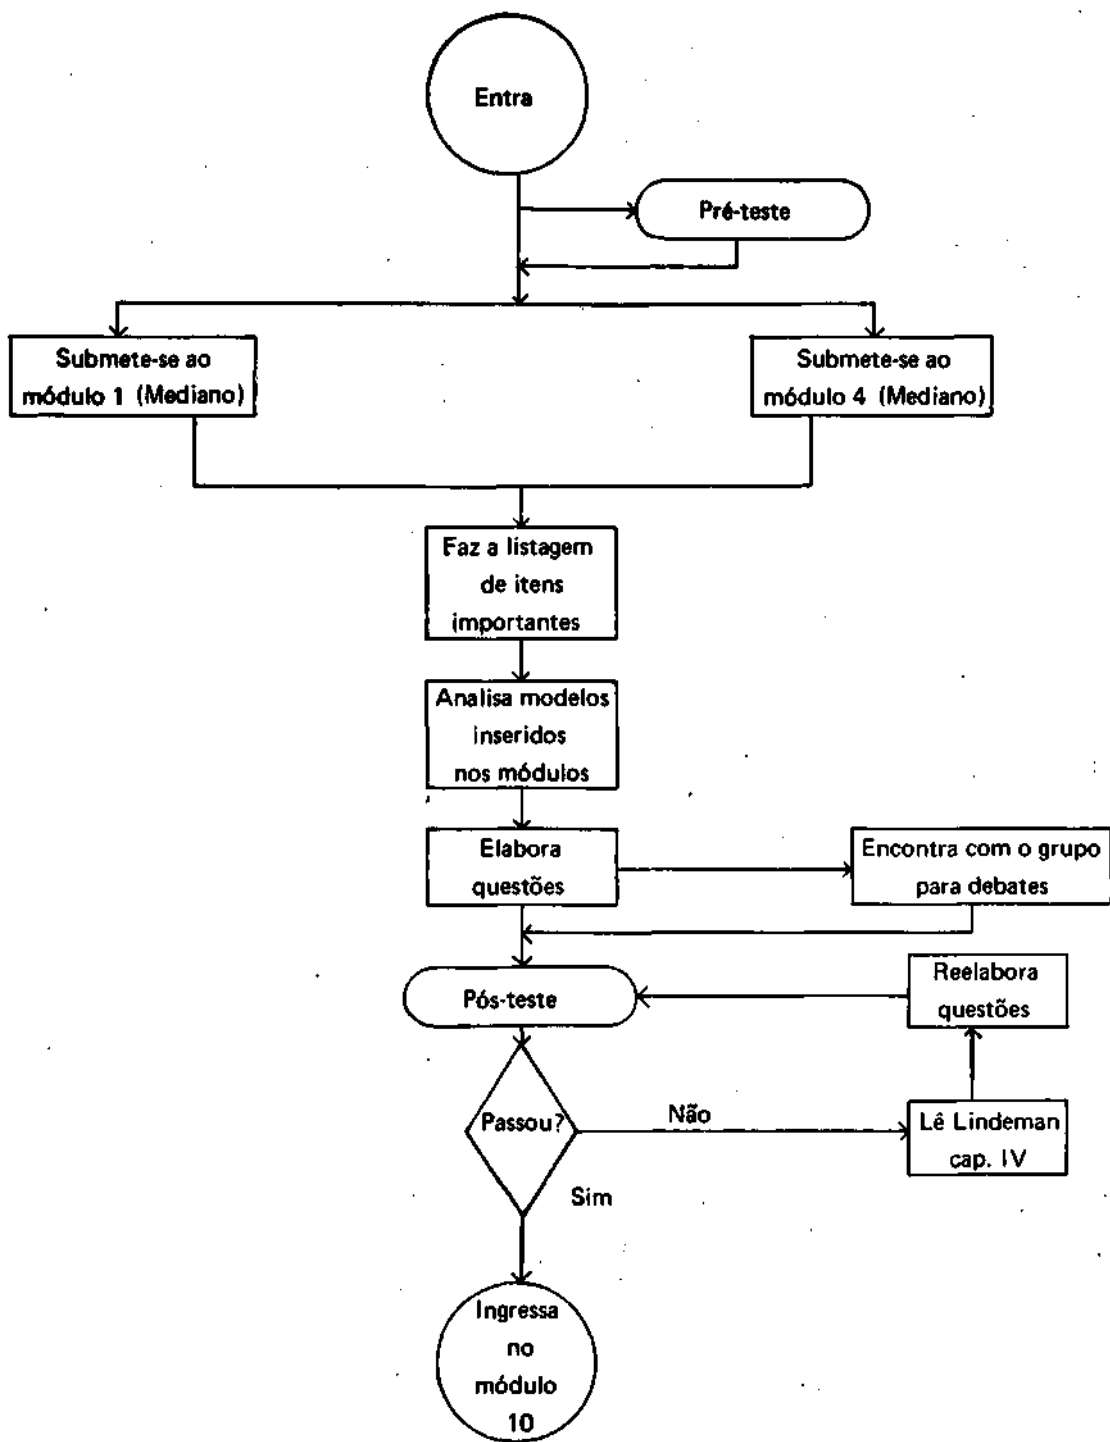 Entra
Pré-teste
Submete-se ao
módulo 1 (Mediano)
Submete-se ao
módulo 4 (Mediano)
Faz a listagem
de itens
importantes
Analisa modelos
inseridos
nos módulos
Elabora
questões
Encontra com o grupo
para debates
Pós-teste
Reelabora
questões
Passou?
Não
Lê Lindeman
cap. IV
Sim
Ingressa
no
módulo
10